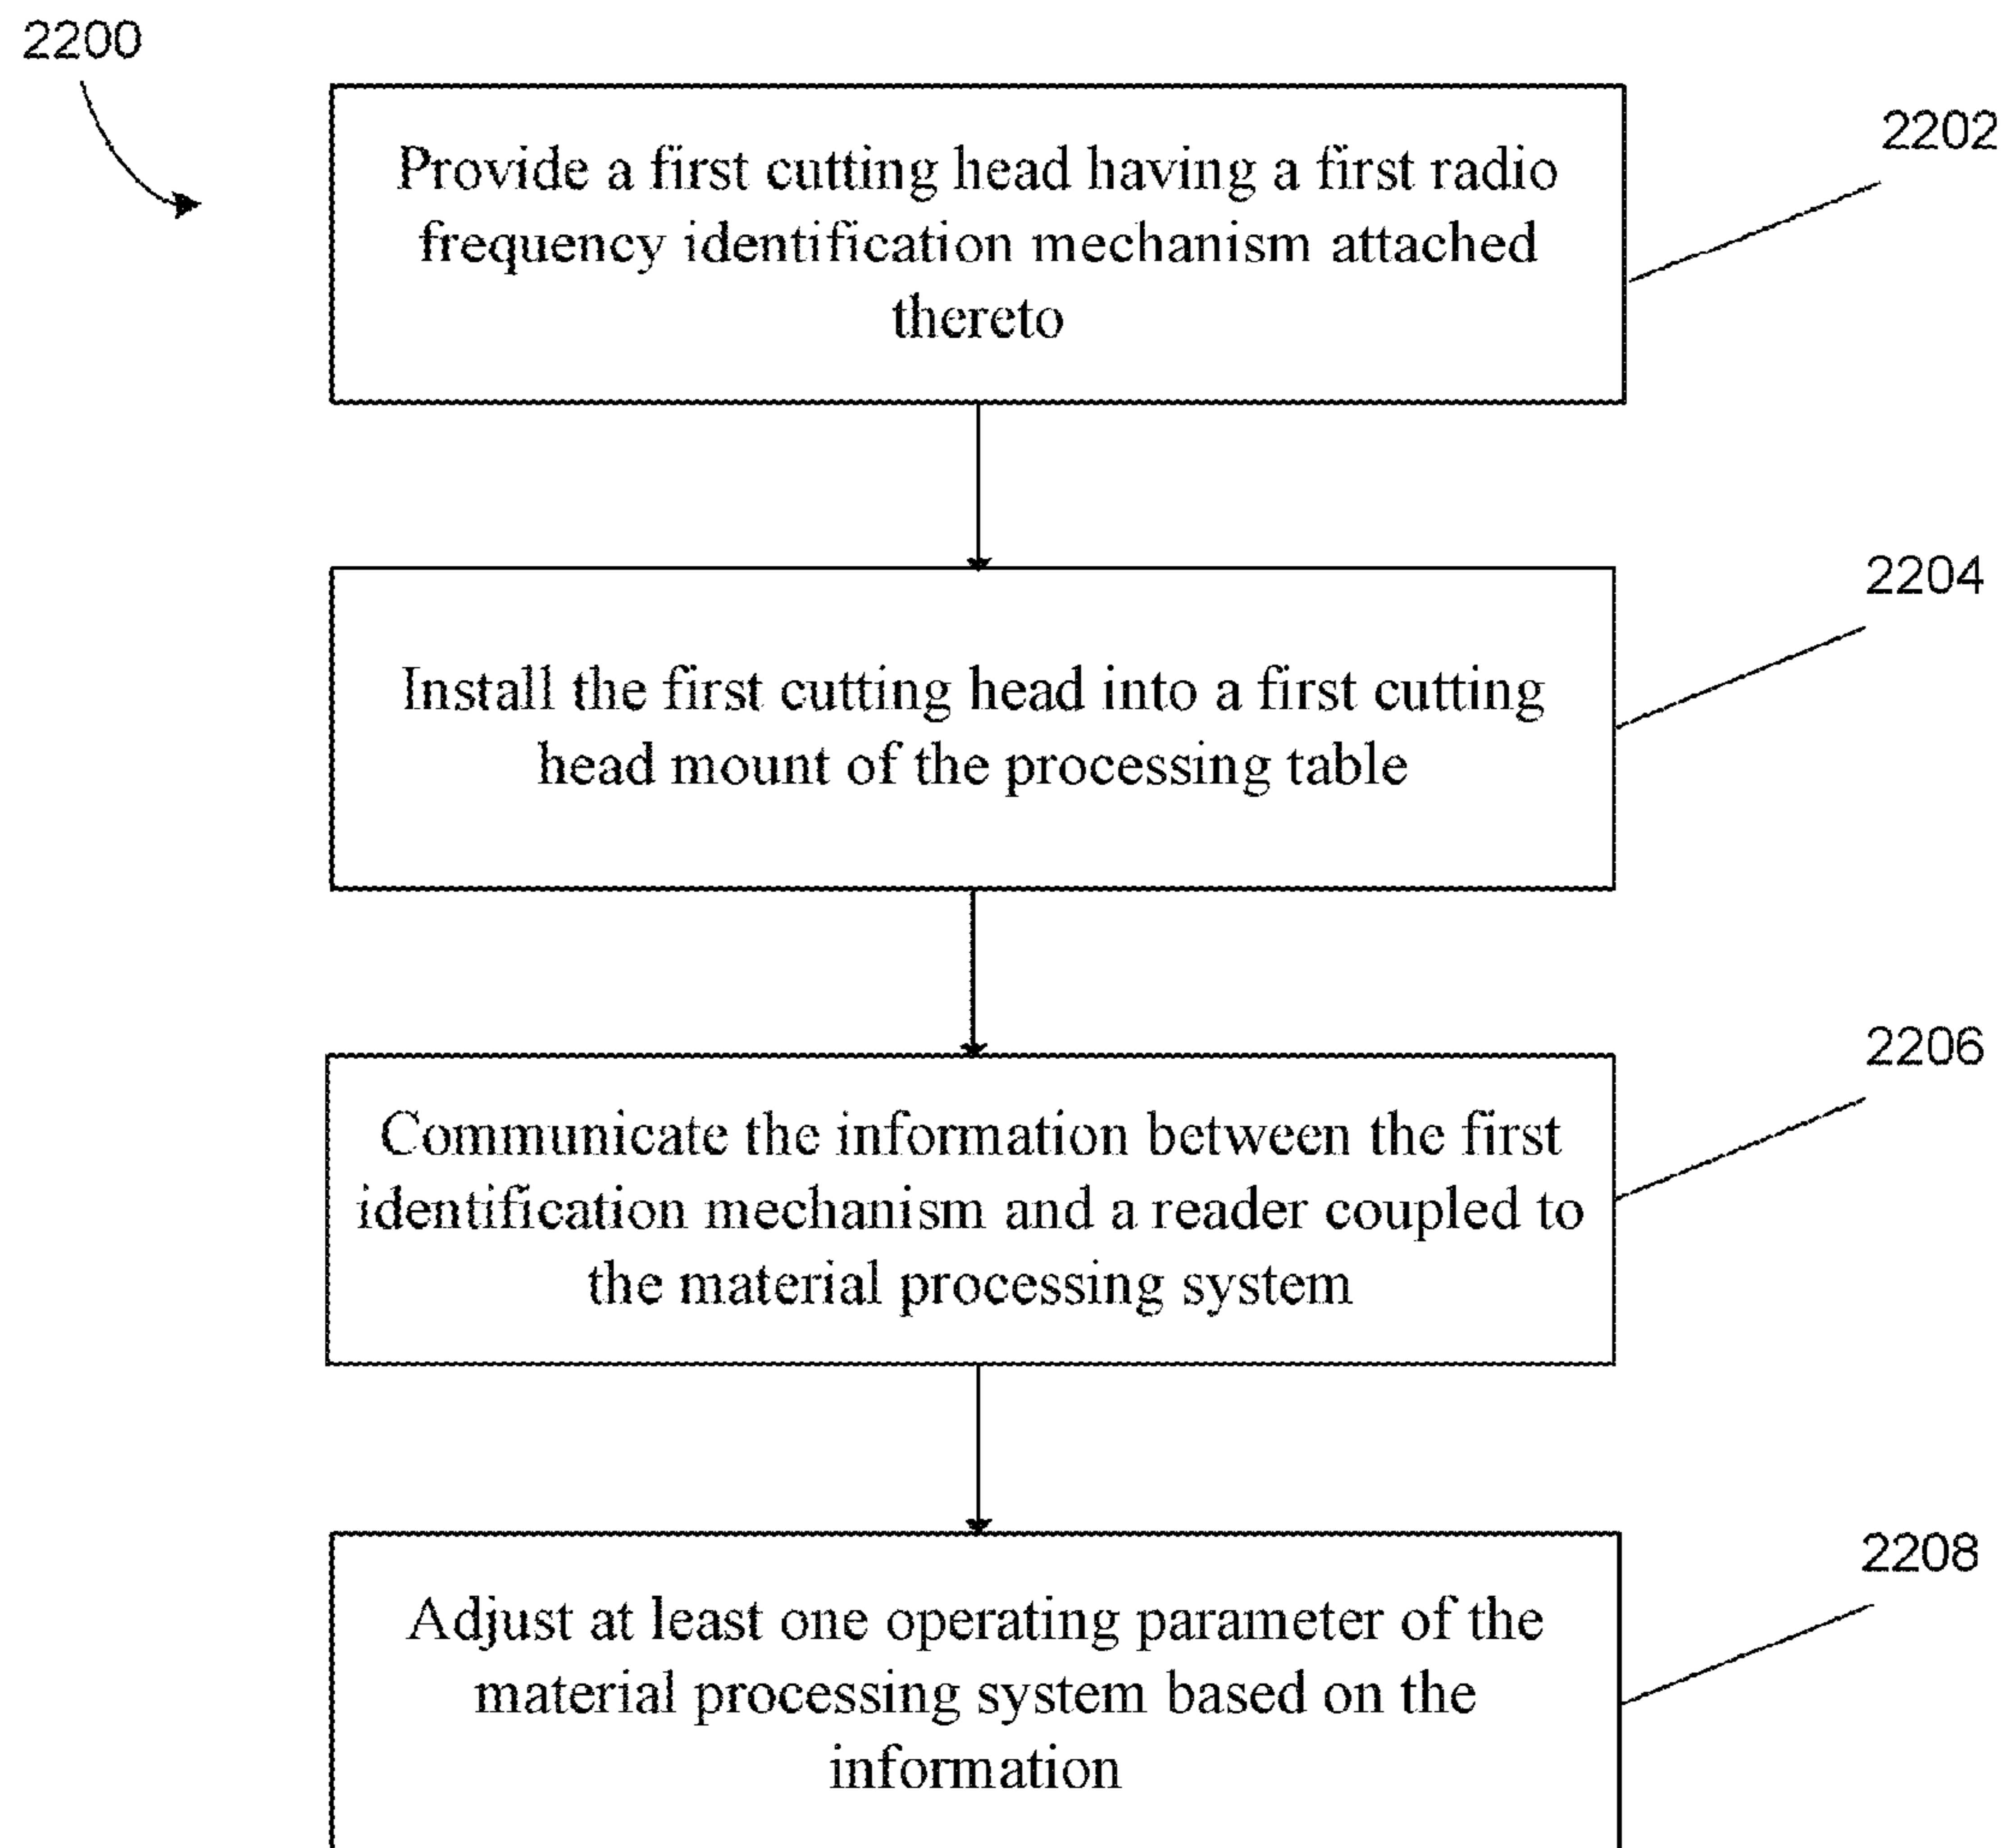 2200
2202
Provide a first cutting head having a first radio
frequency identification mechanism attached
thereto
2204
Install the first cutting head into a first cutting
head mount of the processing table
2206
Communicate the information between the first
identification mechanism and a reader coupled to
the material processing system
2208
Adjust at least one operating parameter of the
material processing system based on the
information